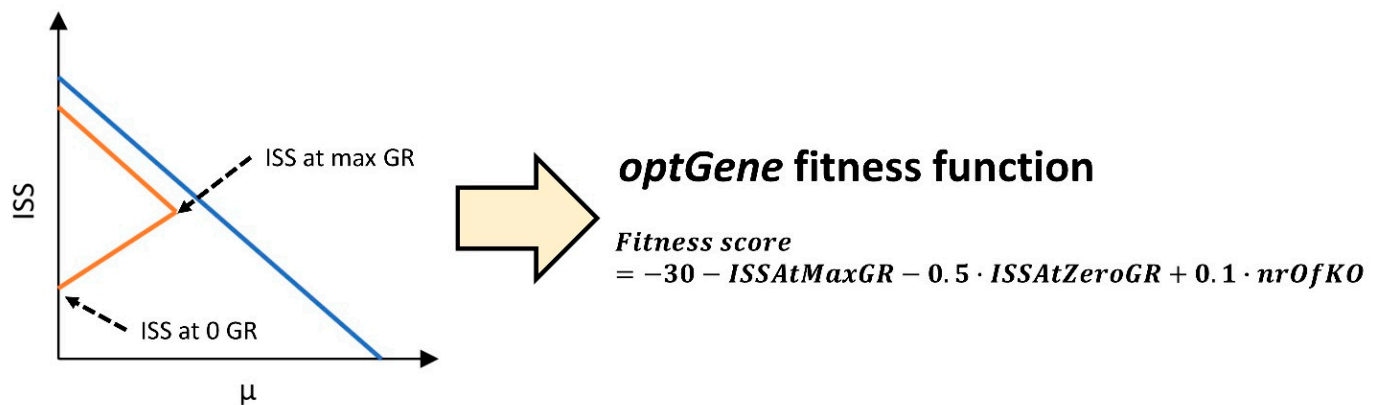 ISS
ISS at max GR
ISS at 0 GR
μ
optGene fitness function
Fitness score
= −30 − ISSAtMaxGR − 0.5 · ISSAtZeroGR + 0.1 · nrOfKO